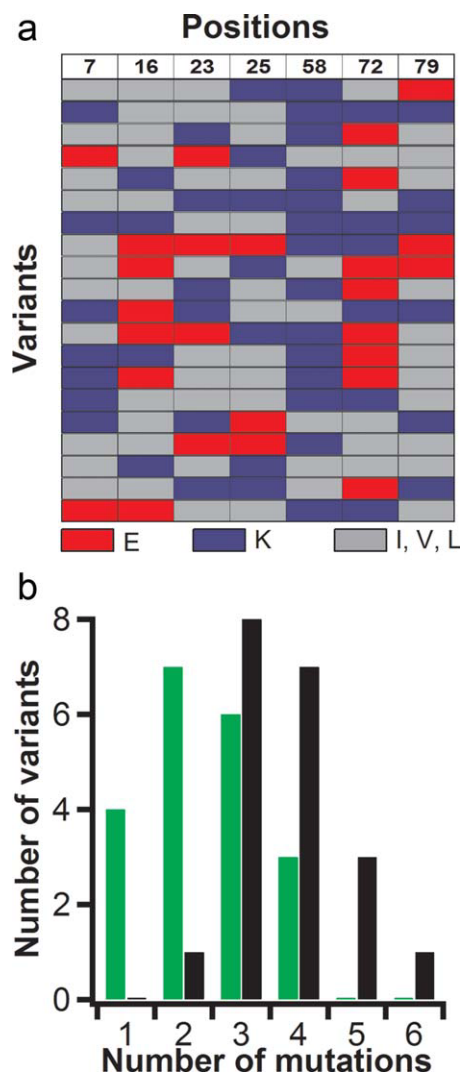 a
Positions
7 16 23 25 58 72 79
Variants
E K I, V, L
b
8
6
4
2
0
Number of variants
1 2 3 4 5 6
Number of mutations